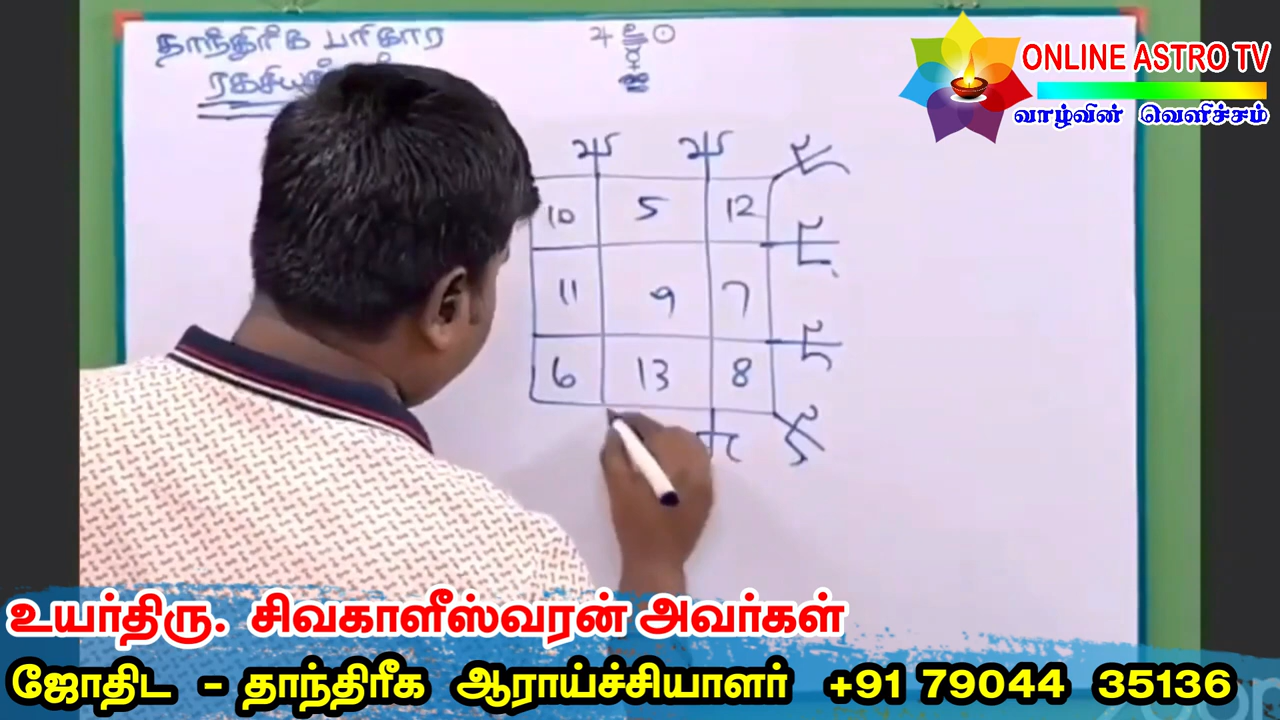 தாந்திரீக பரிகார
ONLINE ASTRO TV
வாழ்வின் வெளிச்சம்
10 5 12
11 9 7
6 13 8
உயர்திரு. சிவகாளீஸ்வரன் அவர்கள்
ஜோதிட - தாந்திரீக ஆராய்ச்சியாளர் +91 79044 35136